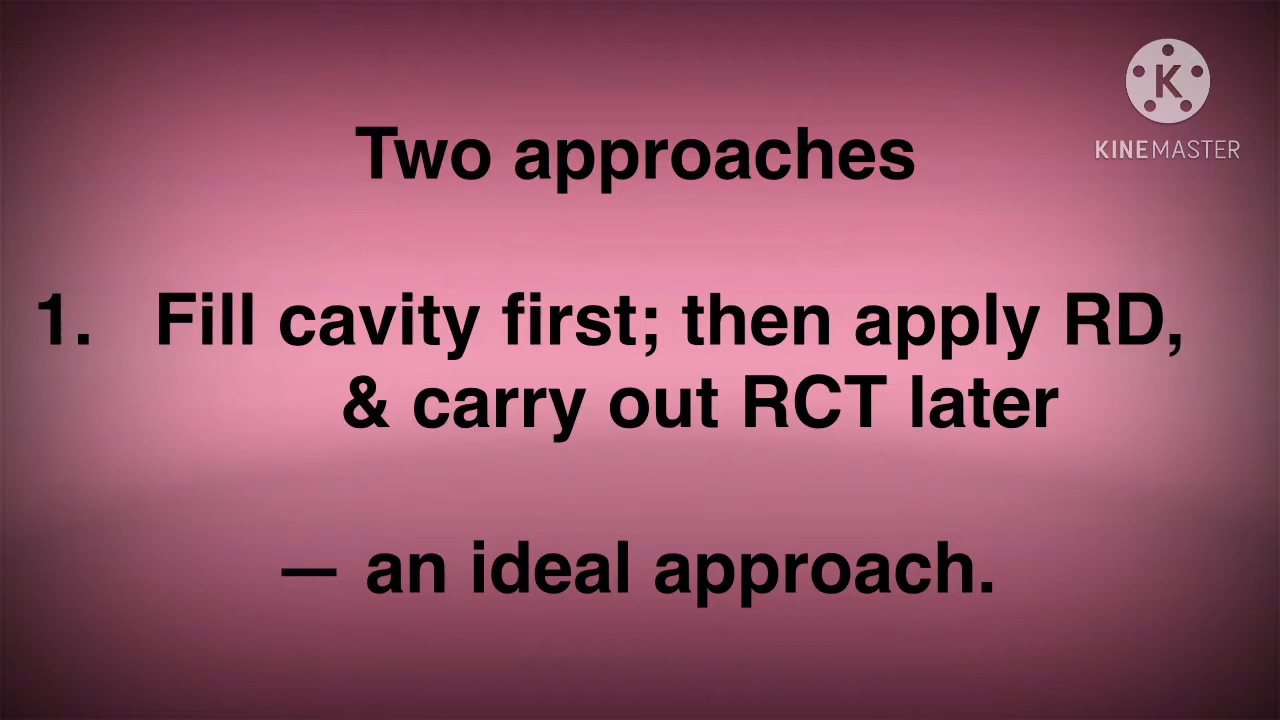 K
KINEMASTER
Two approaches
1. Fill cavity first; then apply RD,
& carry out RCT later
— an ideal approach.